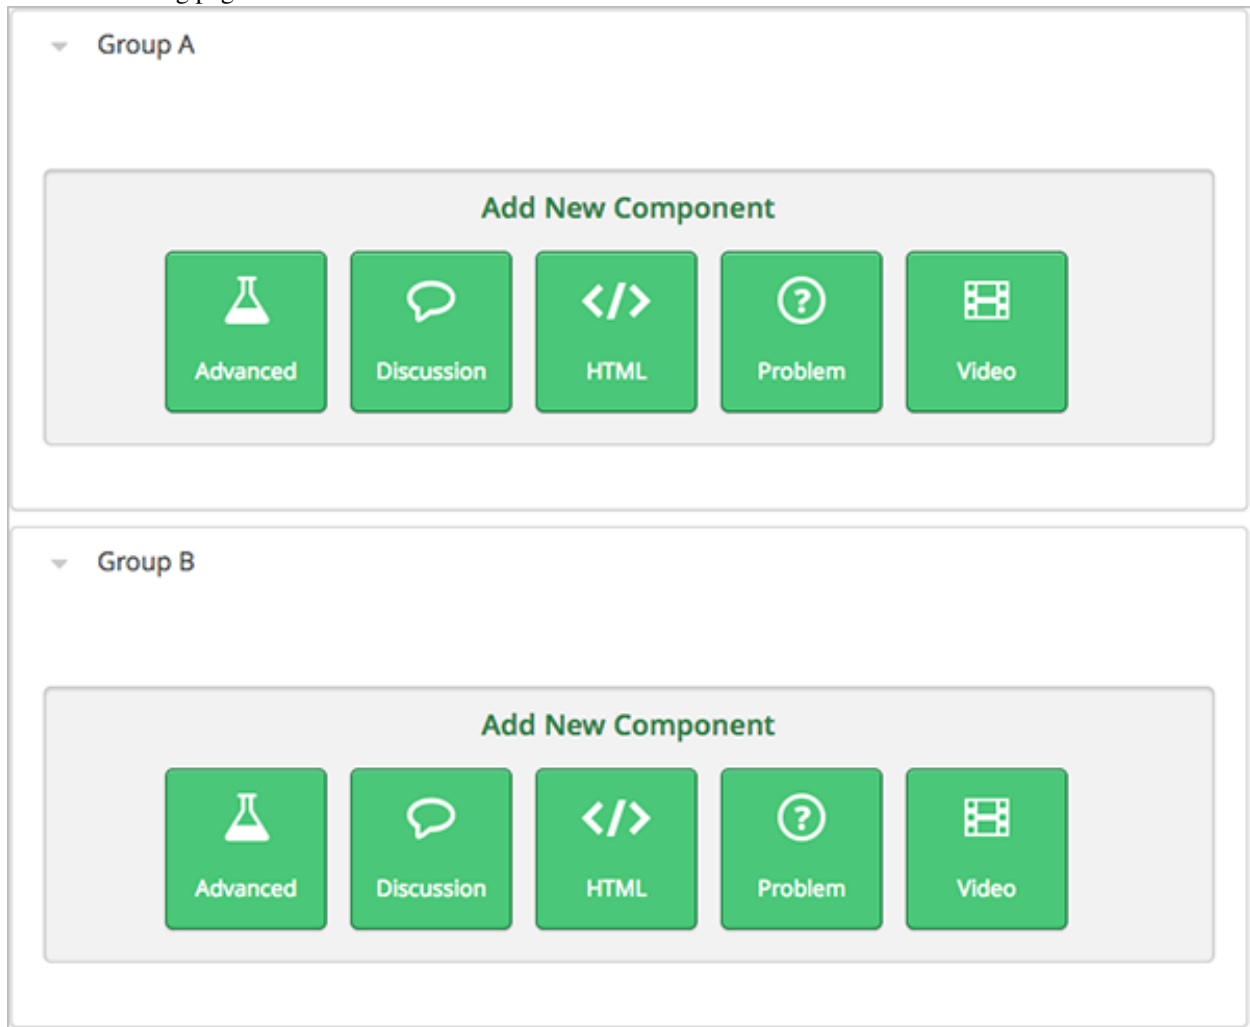 Group A
Add New Component
Advanced Discussion HTML Problem Video
Group B
Add New Component
Advanced Discussion HTML Problem Video